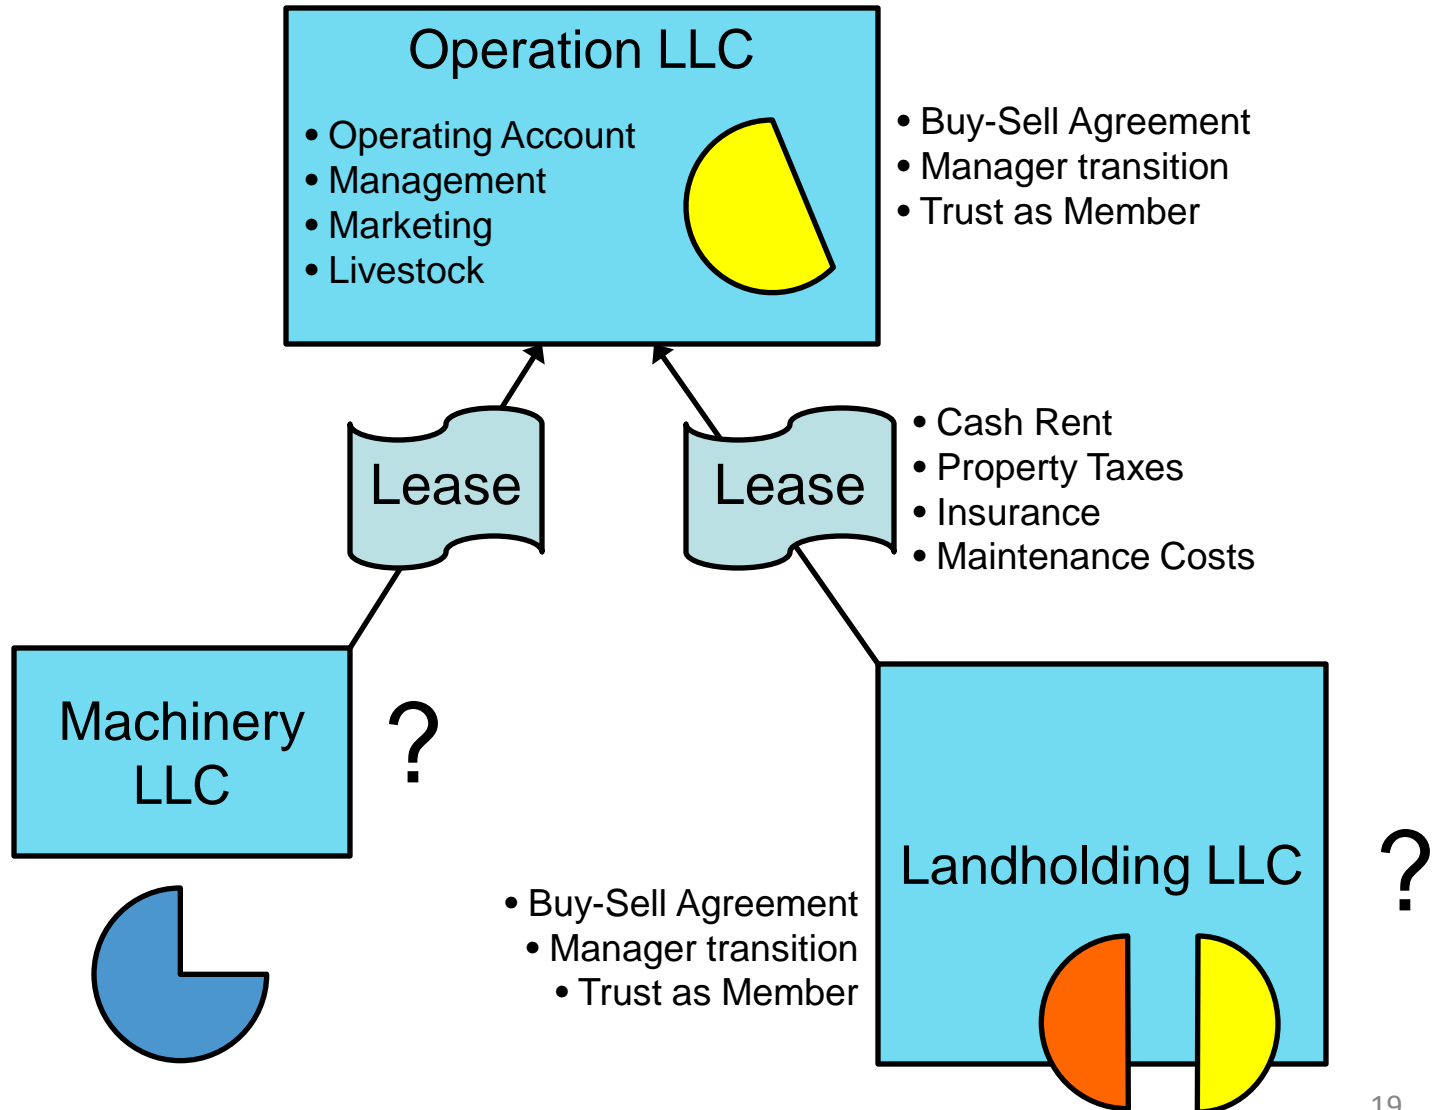 Operation LLC
• Operating Account
• Management
• Marketing
• Livestock
• Buy-Sell Agreement
• Manager transition
• Trust as Member
Lease
Lease
• Cash Rent
• Property Taxes
• Insurance
• Maintenance Costs
Machinery
LLC
?
Landholding LLC
?
• Buy-Sell Agreement
• Manager transition
• Trust as Member
19